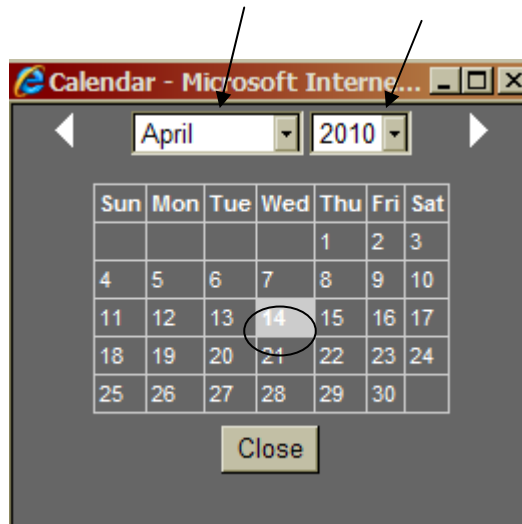 Calendar - Microsoft Interne...
April 2010
Sun Mon Tue Wed Thu Fri Sat
1 2 3
4 5 6 7 8 9 10
11 12 13 14 15 16 17
18 19 20 21 22 23 24
25 26 27 28 29 30
Close